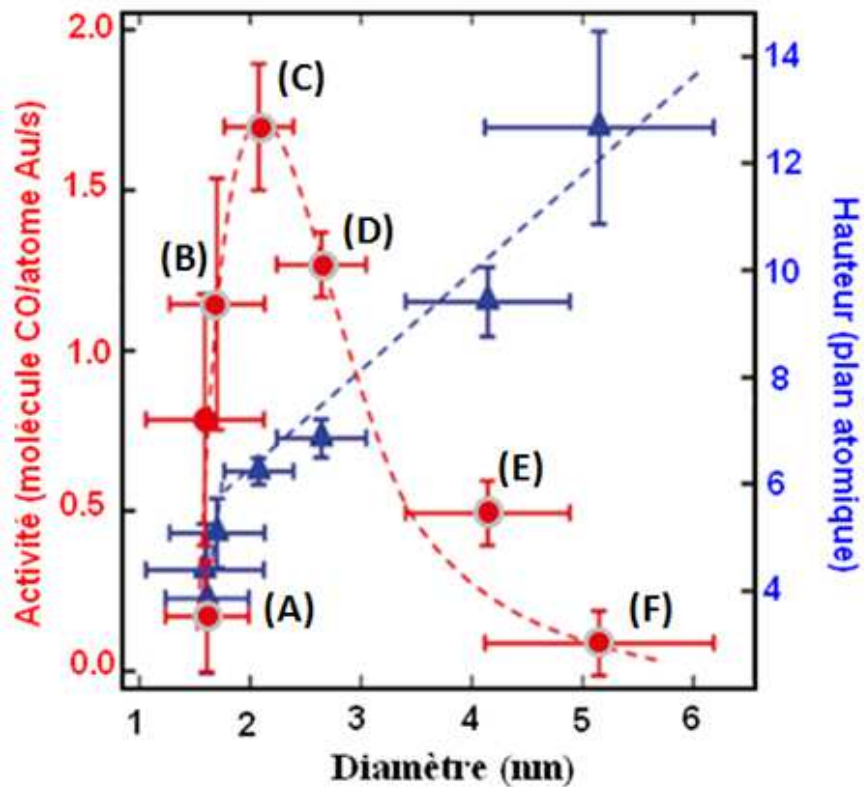 Activité (molécule CO/atome Au/s)
2.0
1.5
1.0
0.5
0.0
(A)
(B)
(C)
(D)
(E)
(F)
14
12
10
8
6
4
Hauteur (plan atomique)
1 2 3 4 5 6
Diamètre (nm)